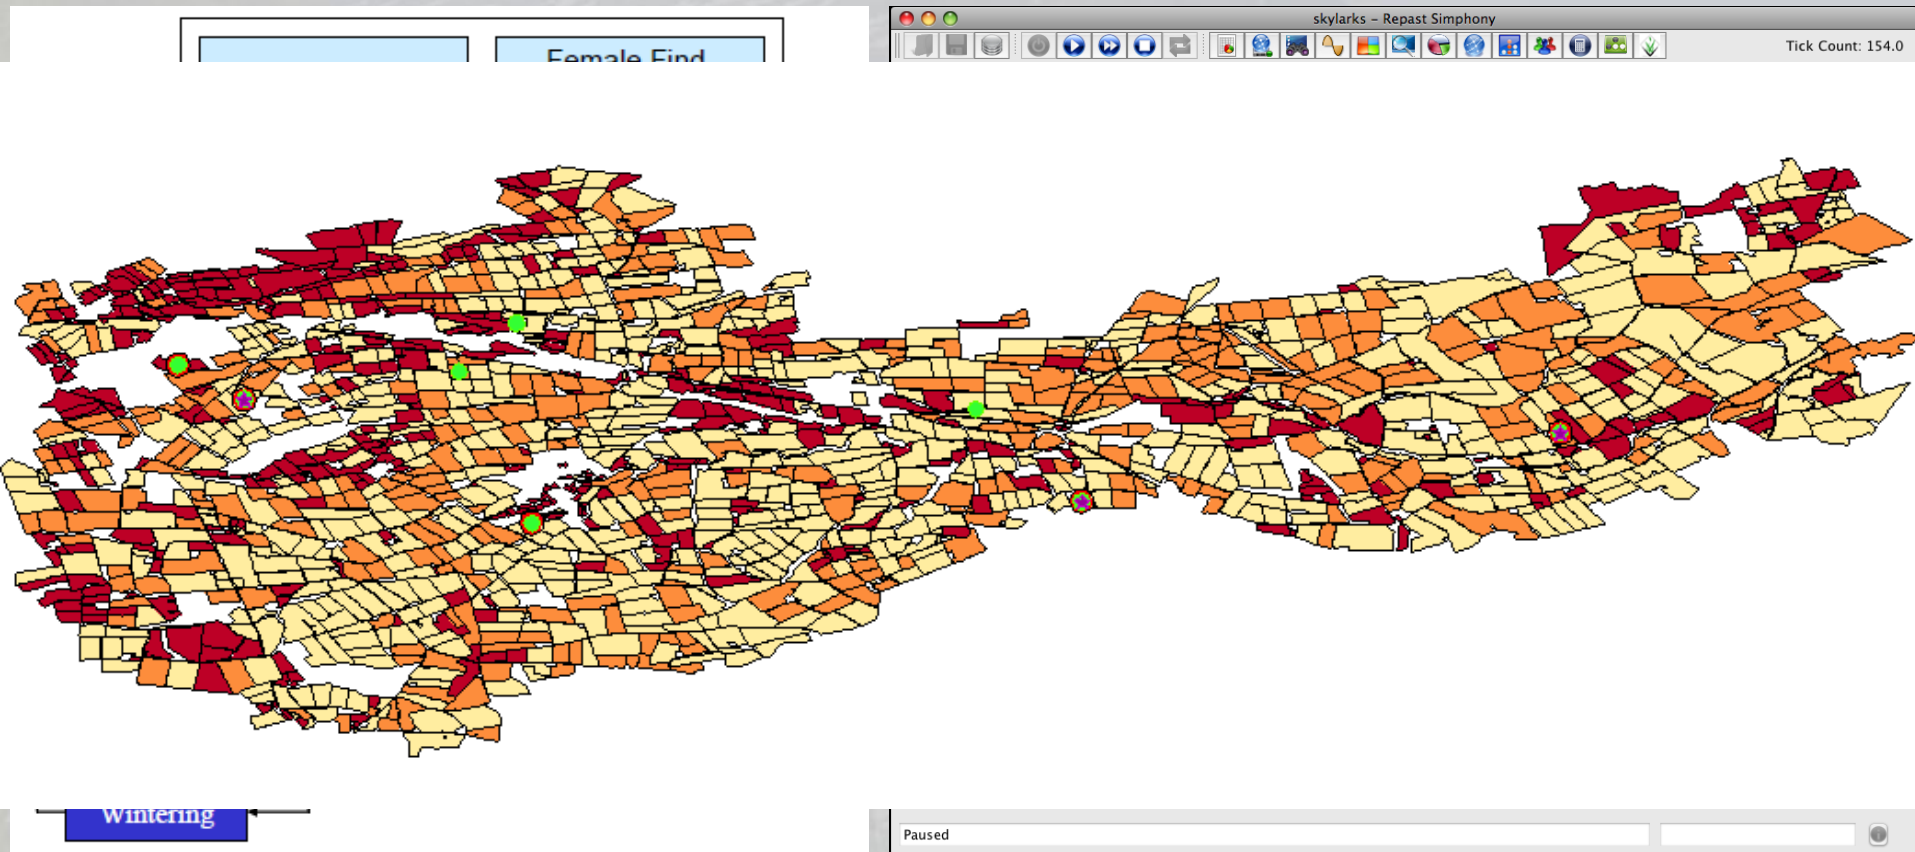 Female Find
skylarks – Repast Simphony
Tick Count: 154.0
Wintering
Paused